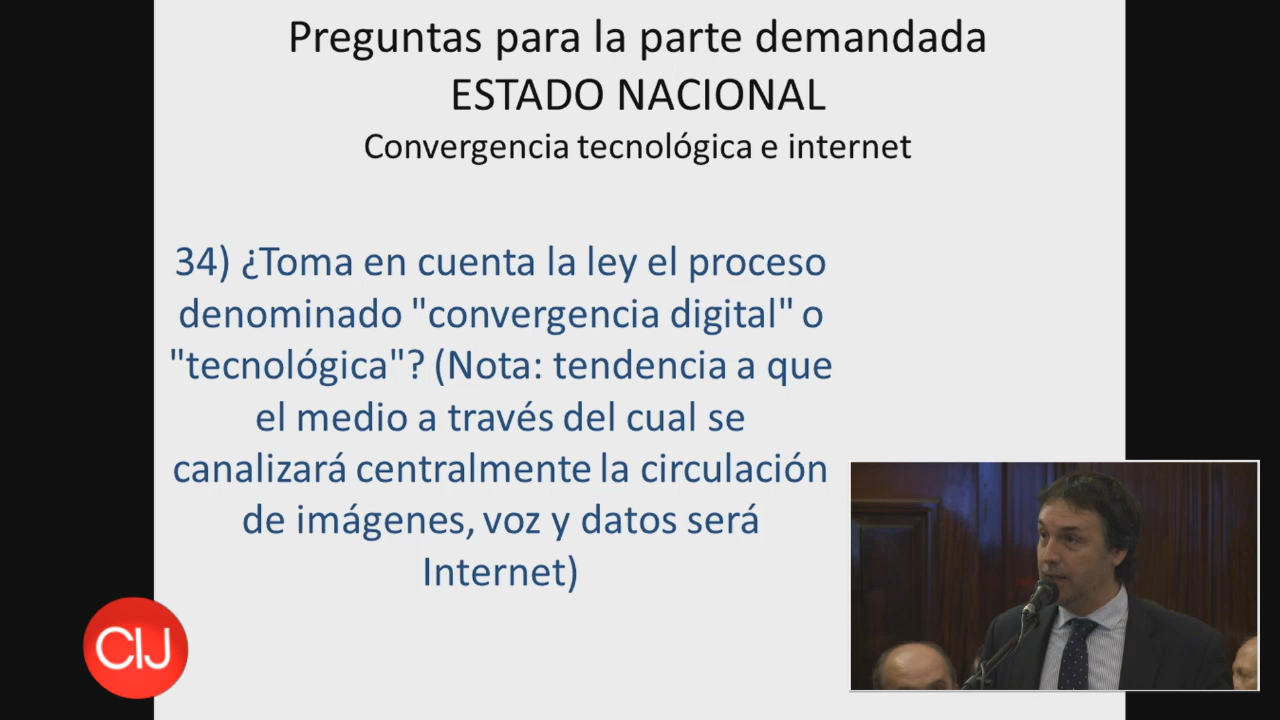 Preguntas para la parte demandada
ESTADO NACIONAL
Convergencia tecnológica e internet
34) ¿Toma en cuenta la ley el proceso
denominado "convergencia digital" o
"tecnológica"? (Nota: tendencia a que
el medio a través del cual se
canalizará centralmente la circulación
de imágenes, voz y datos será
Internet)
CIJ